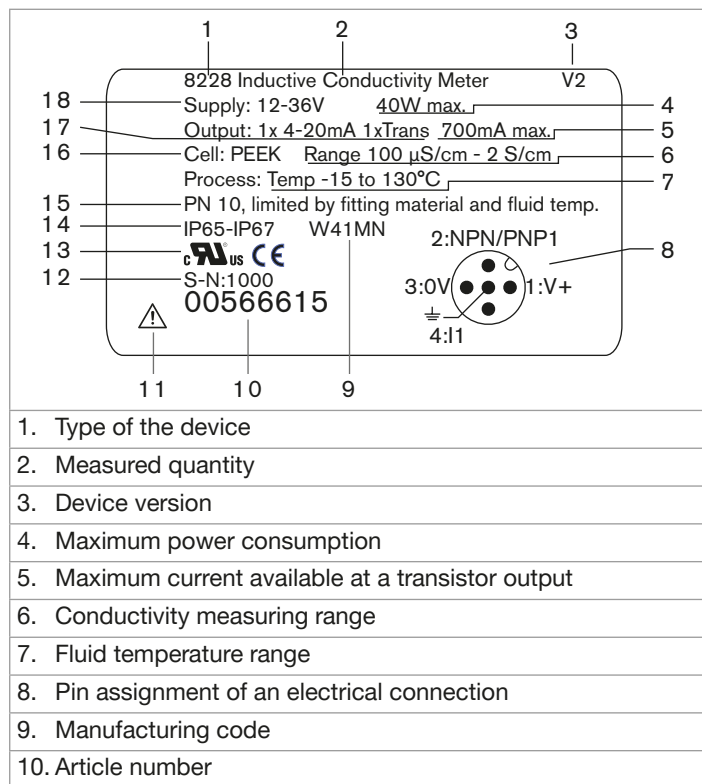 1 2 3
8228 Inductive Conductivity Meter V2
18 Supply: 12-36V 40W max. 4
17 Output: 1x 4-20mA 1xTrans 700mA max. 5
16 Cell: PEEK Range 100 µS/cm - 2 S/cm 6
Process: Temp -15 to 130°C 7
15 PN 10, limited by fitting material and fluid temp.
14 IP65-IP67 W41MN
2:NPN/PNP1 8
13 c RU us CE
12 S-N:1000 3:0V 1:V+
00566615
4:I1
11 10 9
1. Type of the device
2. Measured quantity
3. Device version
4. Maximum power consumption
5. Maximum current available at a transistor output
6. Conductivity measuring range
7. Fluid temperature range
8. Pin assignment of an electrical connection
9. Manufacturing code
10. Article number